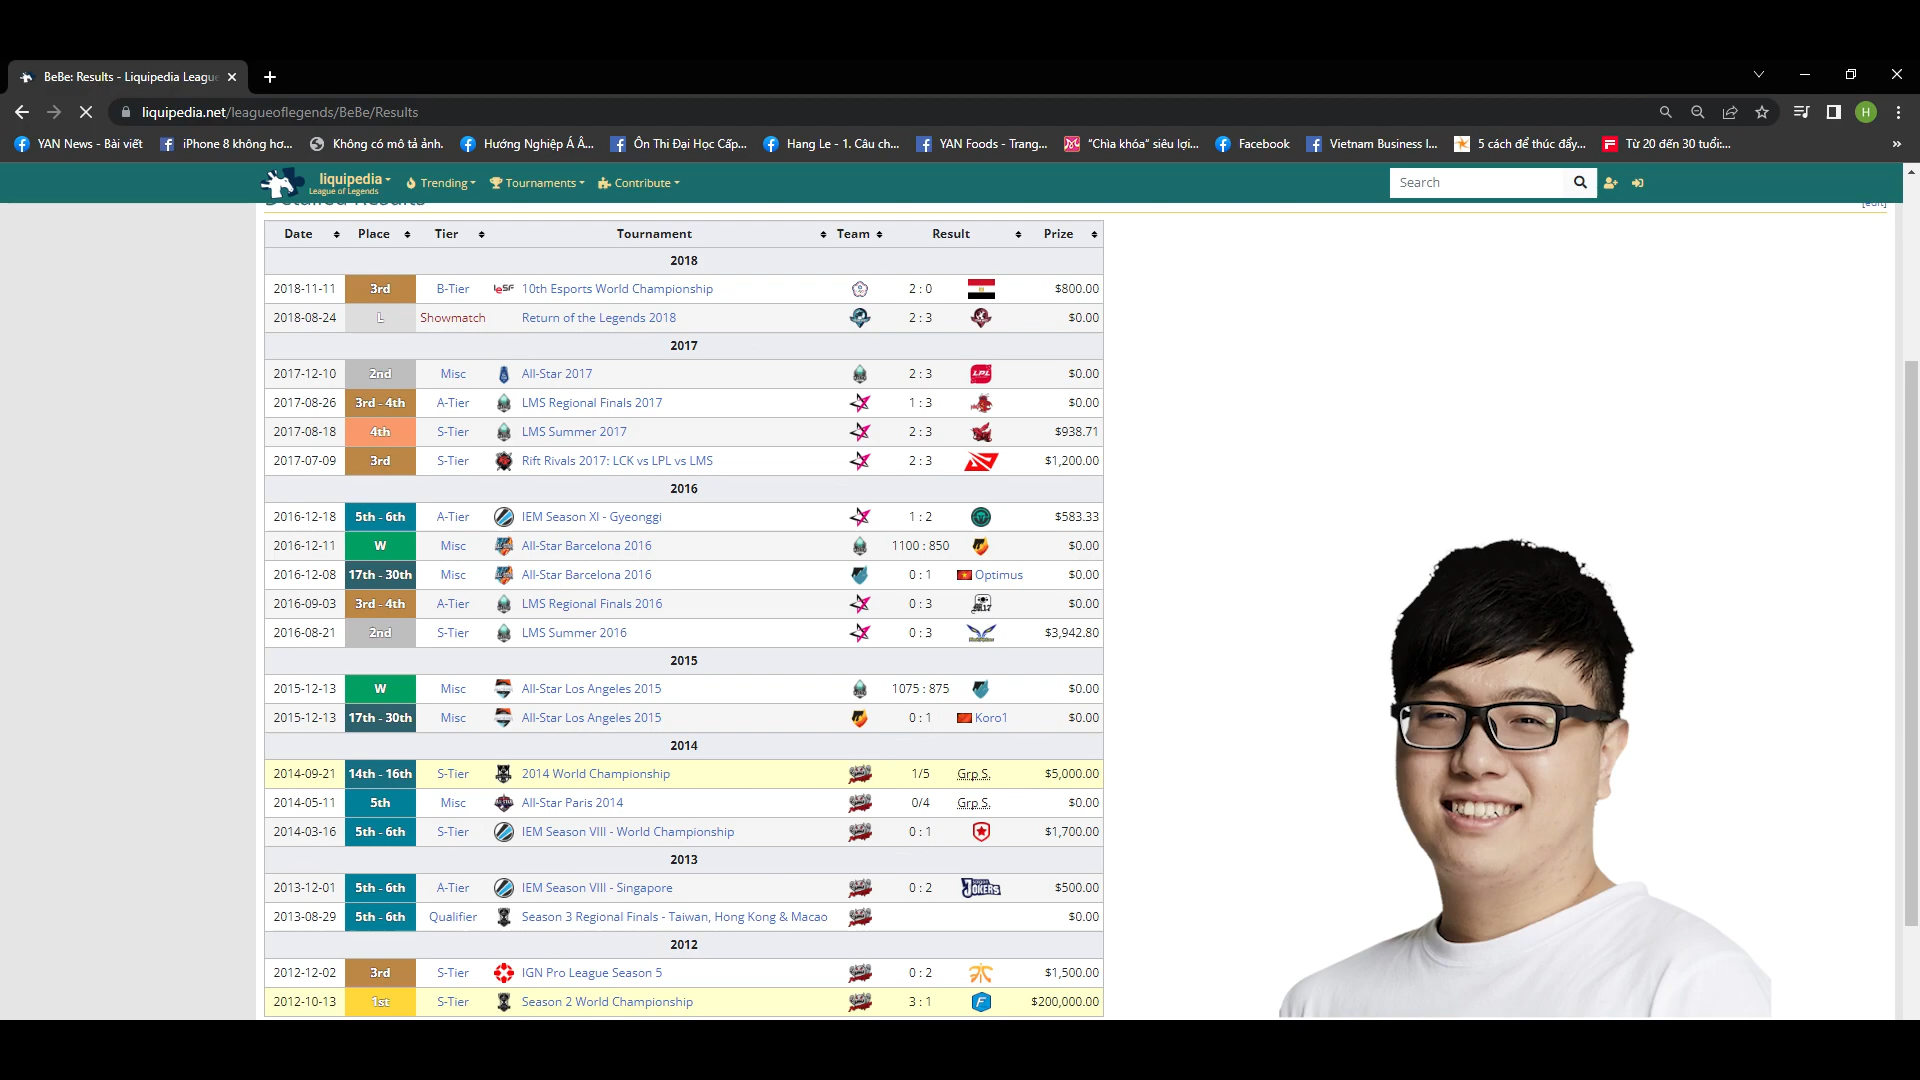 BeBe: Results - Liquipedia League
liquipedia.net/leagueoflegends/BeBe/Results
H
YAN News - Bài viết
iPhone 8 không hơ...
Không có mô tả ảnh.
Hướng Nghiệp Á Â...
Ôn Thi Đại Học Cấp...
Hang Le - 1. Câu ch...
YAN Foods - Trang...
"Chìa khóa" siêu lợi...
Facebook
Vietnam Business I...
5 cách để thúc đẩy...
Từ 20 đến 30 tuổi:...
»
liquipedia
League of Legends
Trending
Tournaments
Contribute
Search
Detailed Results
[edit]
Date Place Tier Tournament Team Result Prize
2018
2018-11-11 3rd B-Tier IeSF 10th Esports World Championship 2 : 0 $800.00
2018-08-24 L Showmatch Return of the Legends 2018 2 : 3 $0.00
2017
2017-12-10 2nd Misc All-Star 2017 2 : 3 LPL $0.00
2017-08-26 3rd - 4th A-Tier LMS Regional Finals 2017 1 : 3 $0.00
2017-08-18 4th S-Tier LMS Summer 2017 2 : 3 $938.71
2017-07-09 3rd S-Tier Rift Rivals 2017: LCK vs LPL vs LMS 2 : 3 $1,200.00
2016
2016-12-18 5th - 6th A-Tier IEM Season XI - Gyeonggi 1 : 2 $583.33
2016-12-11 W Misc All-Star Barcelona 2016 1100 : 850 $0.00
2016-12-08 17th - 30th Misc All-Star Barcelona 2016 0 : 1 Optimus $0.00
2016-09-03 3rd - 4th A-Tier LMS Regional Finals 2016 0 : 3 $0.00
2016-08-21 2nd S-Tier LMS Summer 2016 0 : 3 $3,942.80
2015
2015-12-13 W Misc All-Star Los Angeles 2015 1075 : 875 $0.00
2015-12-13 17th - 30th Misc All-Star Los Angeles 2015 0 : 1 Koro1 $0.00
2014
2014-09-21 14th - 16th S-Tier 2014 World Championship 1/5 Grp S. $5,000.00
2014-05-11 5th Misc All-Star Paris 2014 0/4 Grp S. $0.00
2014-03-16 5th - 6th S-Tier IEM Season VIII - World Championship 0 : 1 $1,700.00
2013
2013-12-01 5th - 6th A-Tier IEM Season VIII - Singapore 0 : 2 JOKERS $500.00
2013-08-29 5th - 6th Qualifier Season 3 Regional Finals - Taiwan, Hong Kong & Macao $0.00
2012
2012-12-02 3rd S-Tier IGN Pro League Season 5 0 : 2 $1,500.00
2012-10-13 1st S-Tier Season 2 World Championship 3 : 1 F $200,000.00